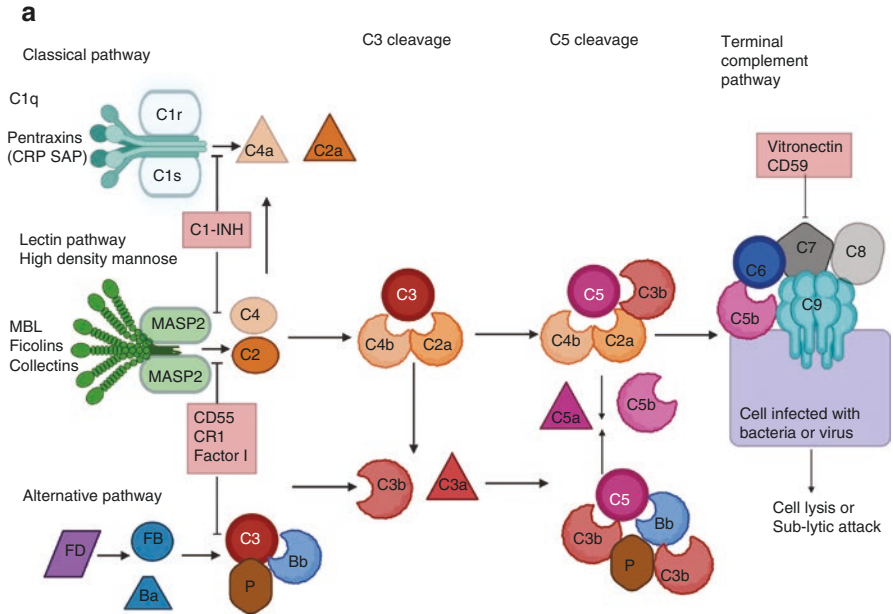 a
C3 cleavage
C5 cleavage
Terminal
complement
pathway
Classical pathway
C1q
Pentraxins
(CRP SAP)
C1r
C1s
C4a
C2a
Vitronectin
CD59
C1-INH
Lectin pathway
High density mannose
MBL
Ficolins
Collectins
MASP2
MASP2
C4
C2
C3
C4b
C2a
C5
C3b
C4b
C2a
C6
C7
C8
C5b
C9
Cell infected with
bacteria or virus
C5a
C5b
CD55
CR1
Factor I
C3b
C3a
Cell lysis or
Sub-lytic attack
Alternative pathway
FD
FB
Ba
C3
Bb
P
C5
C3b
Bb
P
C3b